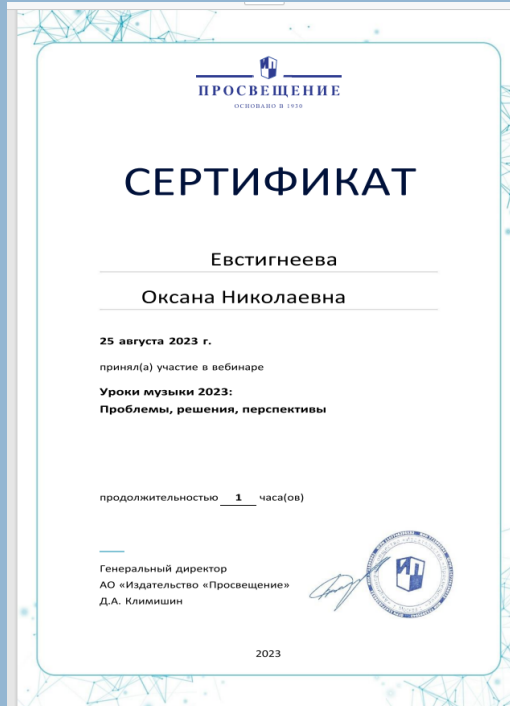 ПРОСВЕЩЕНИЕ
ОСНОВАНО В 1930
СЕРТИФИКАТ
Евстигнеева
Оксана Николаевна
25 августа 2023 г.
принял(а) участие в вебинаре
Уроки музыки 2023:
Проблемы, решения, перспективы
продолжительностью 1 часа(ов)
Генеральный директор
АО «Издательство «Просвещение»
Д.А. Климишин
2023